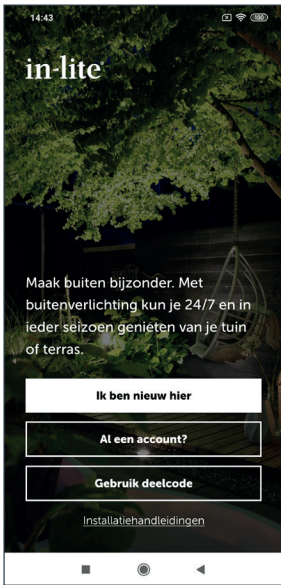 14:43
100
in-lite
Maak buiten bijzonder. Met
buitenverlichting kun je 24/7 en in
ieder seizoen genieten van je tuin
of terras.
Ik ben nieuw hier
Al een account?
Gebruik deelcode
Installatiehandleidingen